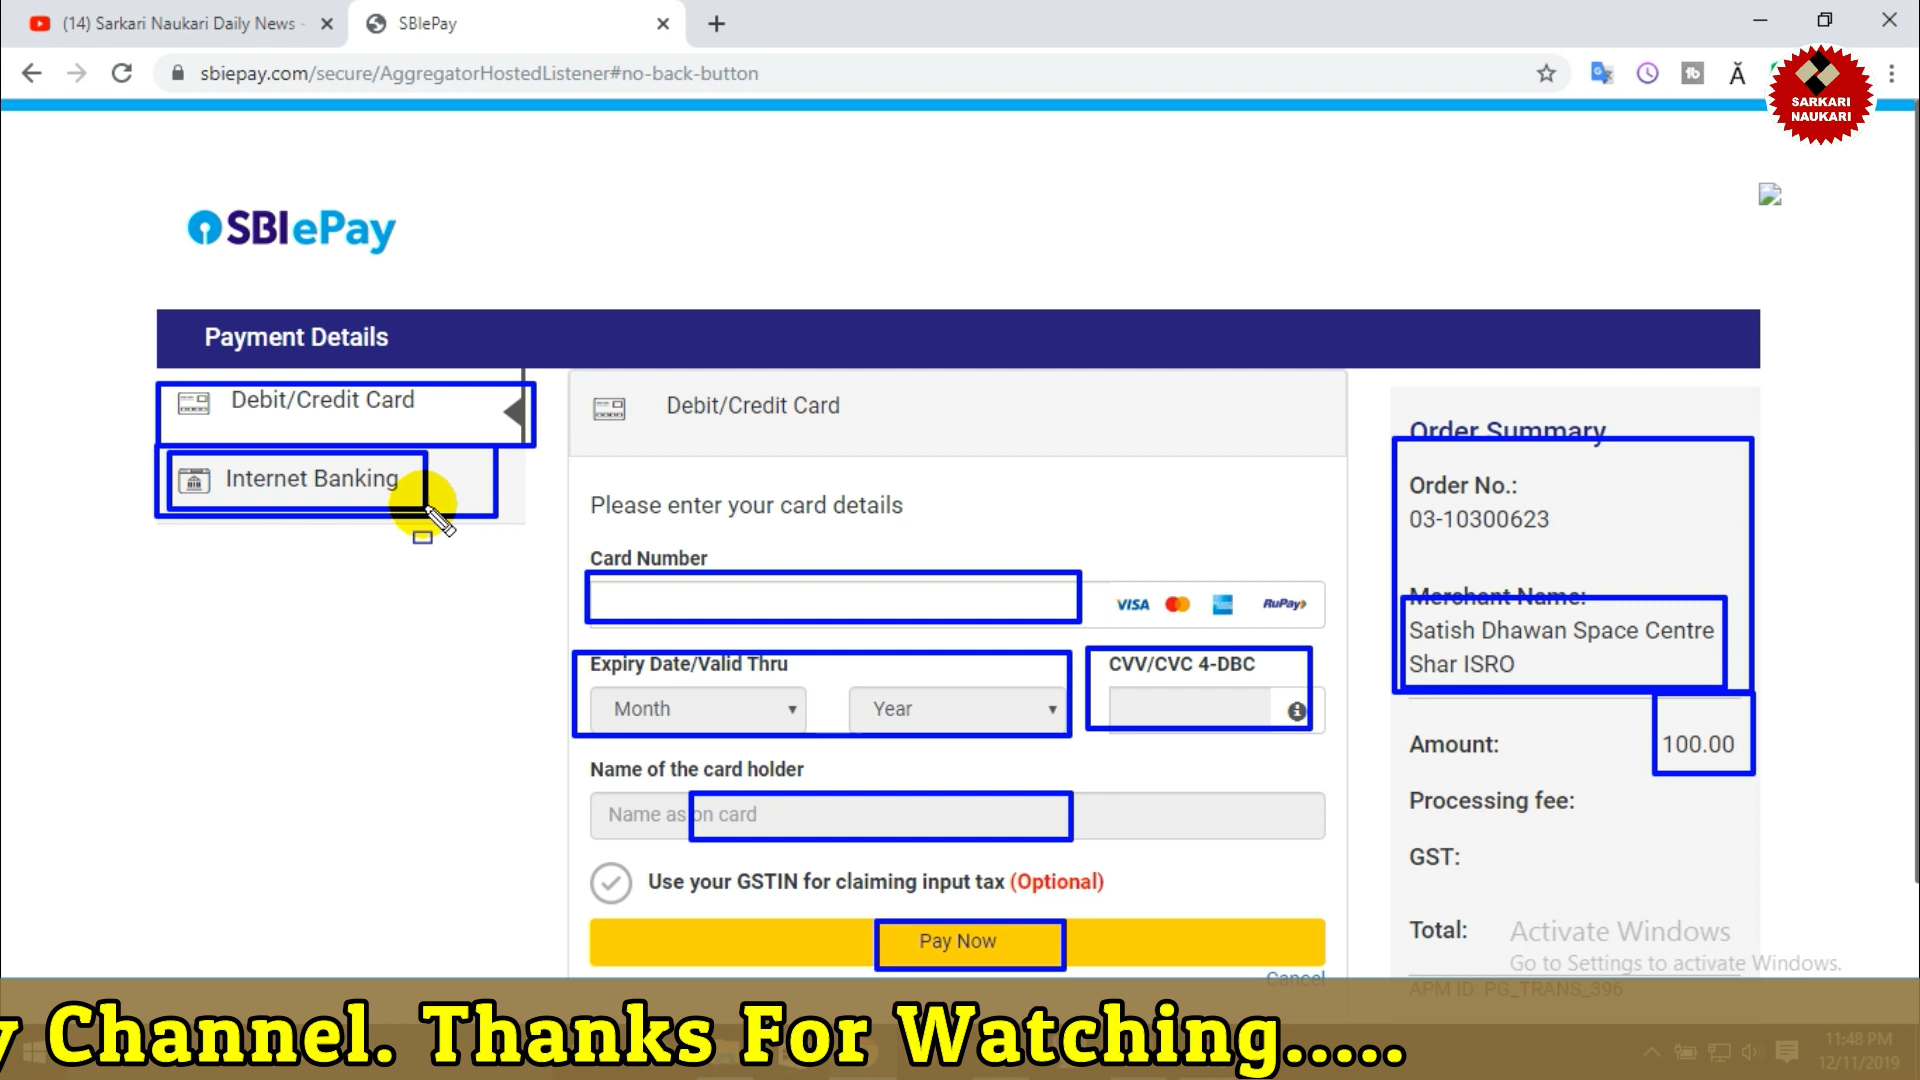 (14) Sarkari Naukari Daily News -
SBIePay
sbiepay.com/secure/AggregatorHostedListener#no-back-button
SARKARI
NAUKARI
SBI ePay
Payment Details
Debit/Credit Card
Internet Banking
Debit/Credit Card
Please enter your card details
Card Number
VISA
RuPay
Expiry Date/Valid Thru
Month
Year
CVV/CVC 4-DBC
Name of the card holder
Name as on card
Use your GSTIN for claiming input tax (Optional)
Pay Now
Cancel
Order Summary
Order No.:
03-10300623
Merchant Name:
Satish Dhawan Space Centre
Shar ISRO
Amount: 100.00
Processing fee:
GST:
Total:
APM ID: PG_TRANS_396
Activate Windows
Go to Settings to activate Windows.
y Channel. Thanks For Watching.....
11:48 PM
12/11/2019